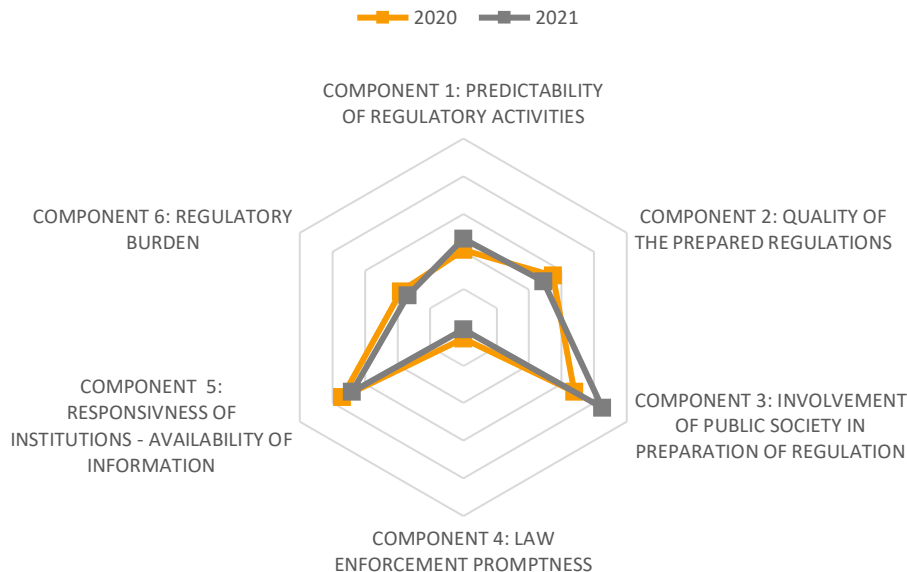 2020 2021
COMPONENT 1: PREDICTABILITY
OF REGULATORY ACTIVITIES
COMPONENT 2: QUALITY OF
THE PREPARED REGULATIONS
COMPONENT 3: INVOLVEMENT
OF PUBLIC SOCIETY IN
PREPARATION OF REGULATION
COMPONENT 4: LAW
ENFORCEMENT PROMPTNESS
COMPONENT 5:
RESPONSIVNESS OF
INSTITUTIONS - AVAILABILITY OF
INFORMATION
COMPONENT 6: REGULATORY
BURDEN